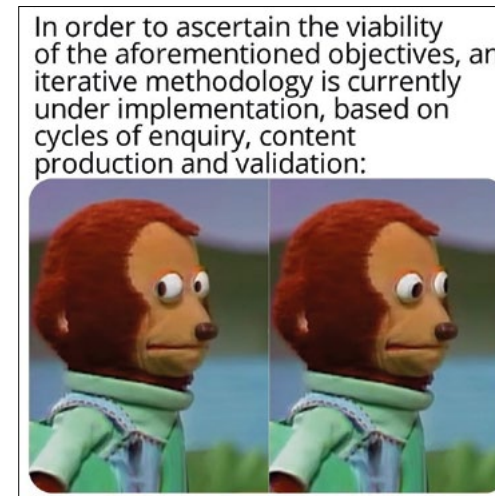 In order to ascertain the viability
of the aforementioned objectives, an
iterative methodology is currently
under implementation, based on
cycles of enquiry, content
production and validation: